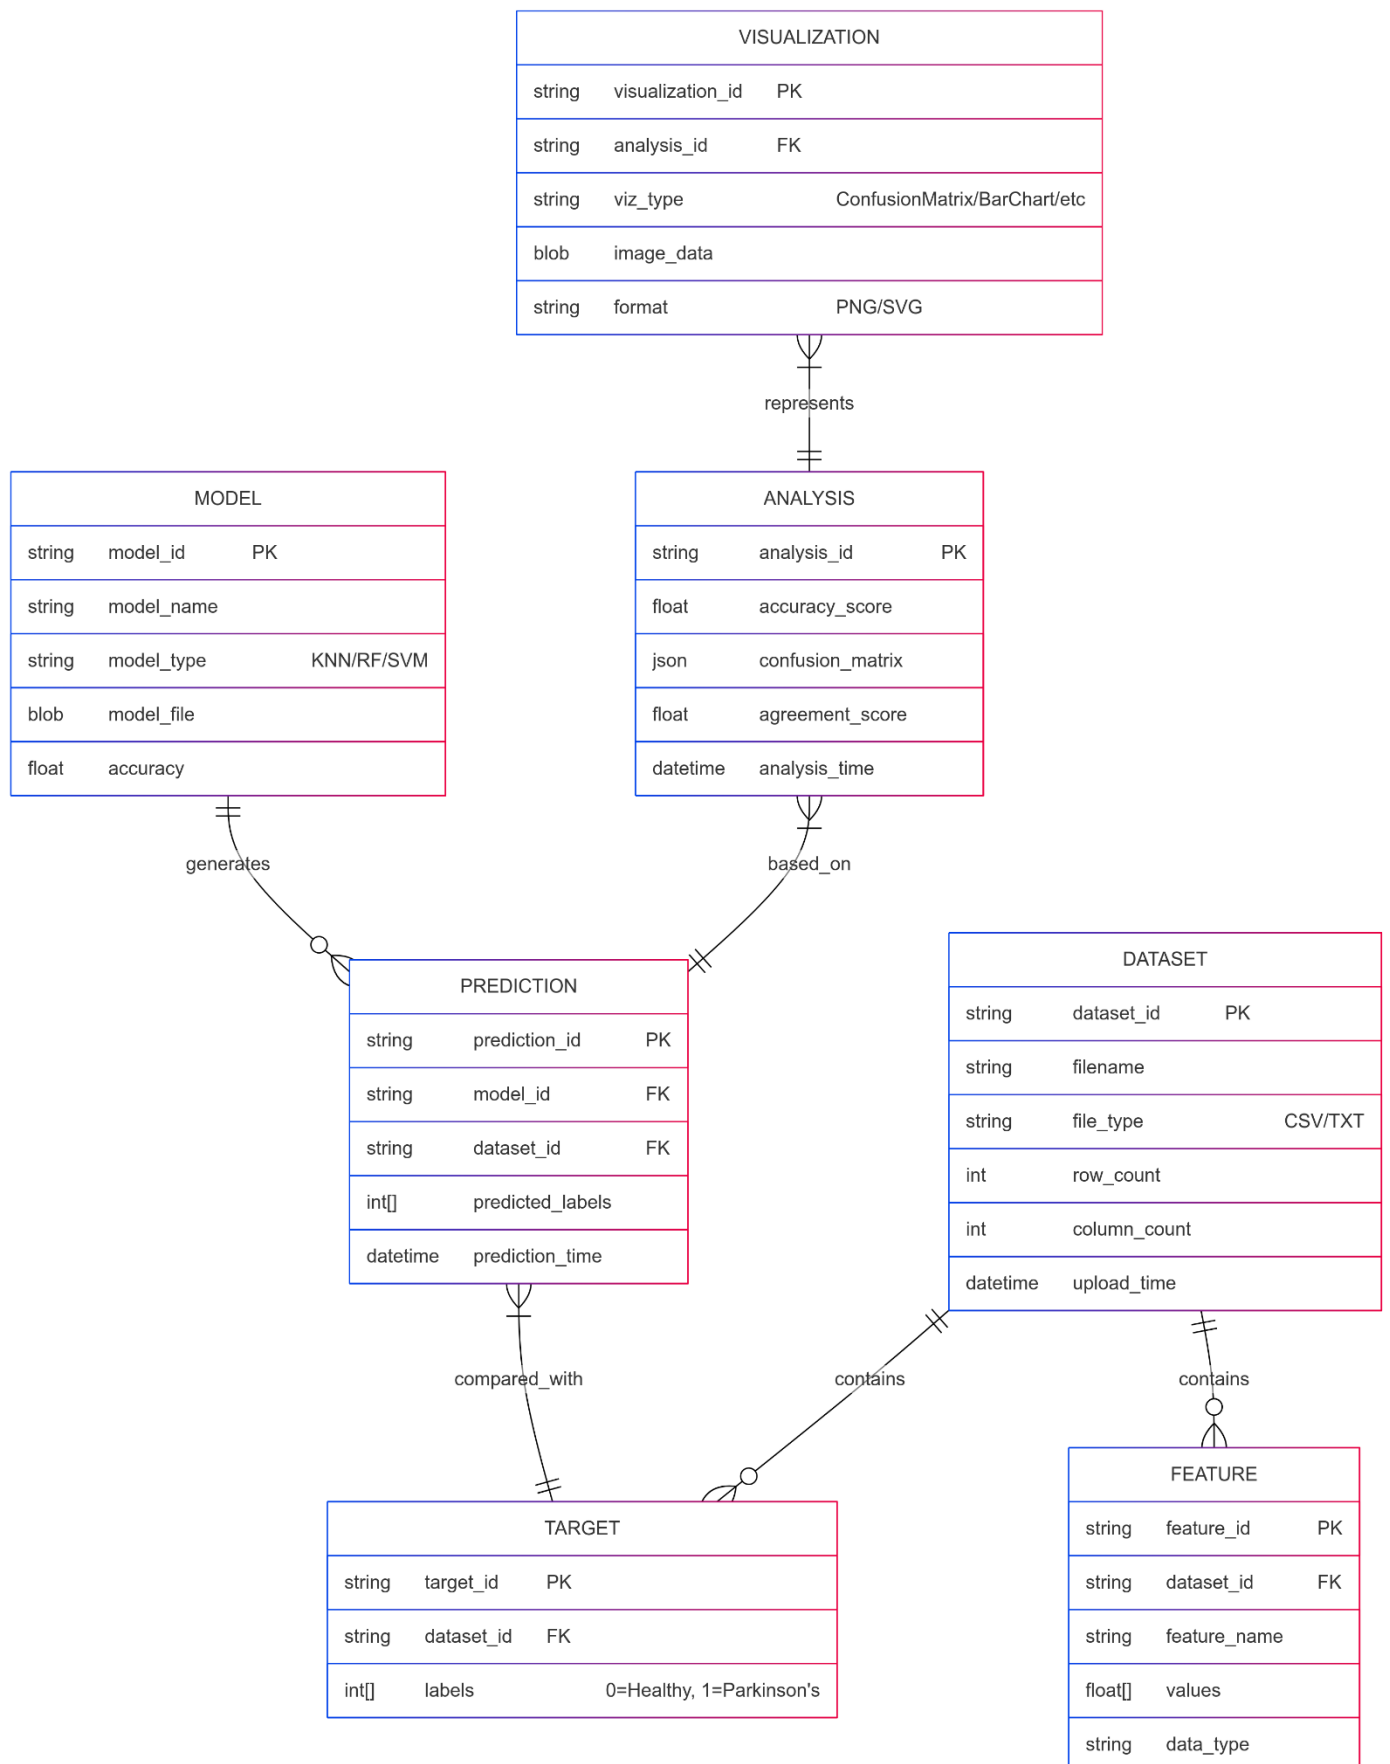 VISUALIZATION
string visualization_id PK
string analysis_id FK
string viz_type ConfusionMatrix/BarChart/etc
blob image_data
string format PNG/SVG
represents
MODEL
string model_id PK
string model_name
string model_type KNN/RF/SVM
blob model_file
float accuracy
ANALYSIS
string analysis_id PK
float accuracy_score
json confusion_matrix
float agreement_score
datetime analysis_time
generates
based_on
PREDICTION
string prediction_id PK
string model_id FK
string dataset_id FK
int[] predicted_labels
datetime prediction_time
DATASET
string dataset_id PK
string filename
string file_type CSV/TXT
int row_count
int column_count
datetime upload_time
compared_with
contains
contains
TARGET
string target_id PK
string dataset_id FK
int[] labels 0=Healthy, 1=Parkinson's
FEATURE
string feature_id PK
string dataset_id FK
string feature_name
float[] values
string data_type